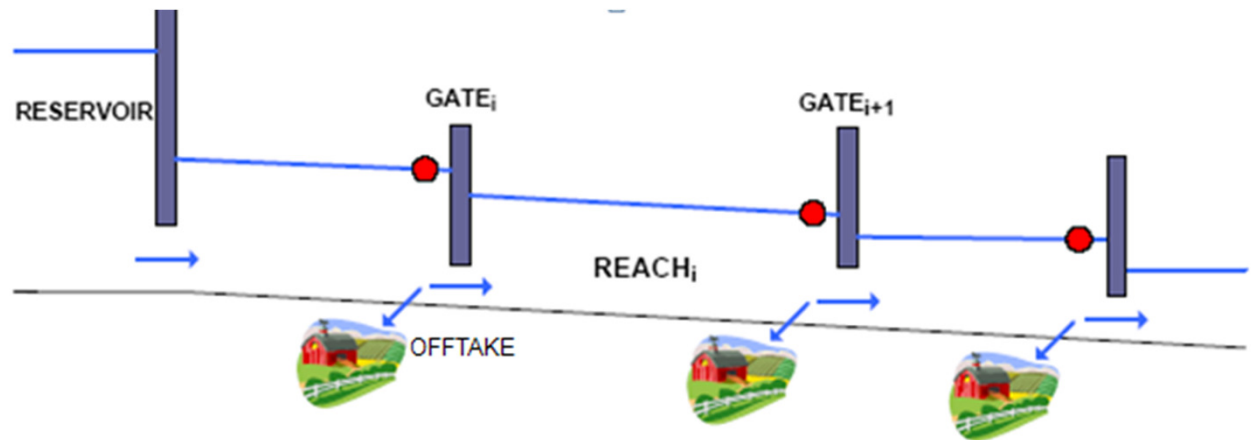 GATEi
GATEi+1
RESERVOIR
REACHi
OFFTAKE